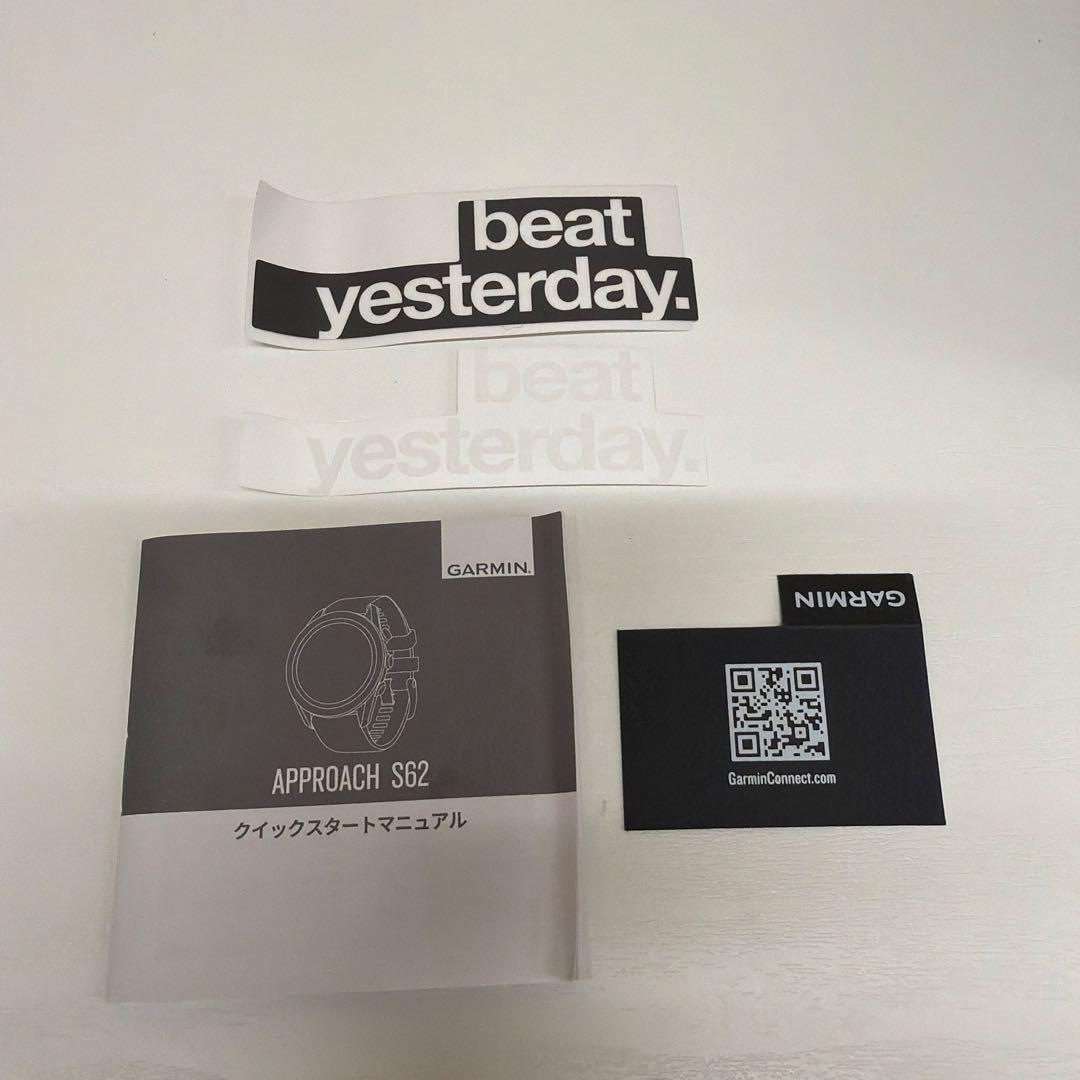 beat
yesterday.
beat
yesterday.
GARMIN.
APPROACH S62
クイックスタートマニュアル
GARMIN
GarminConnect.com